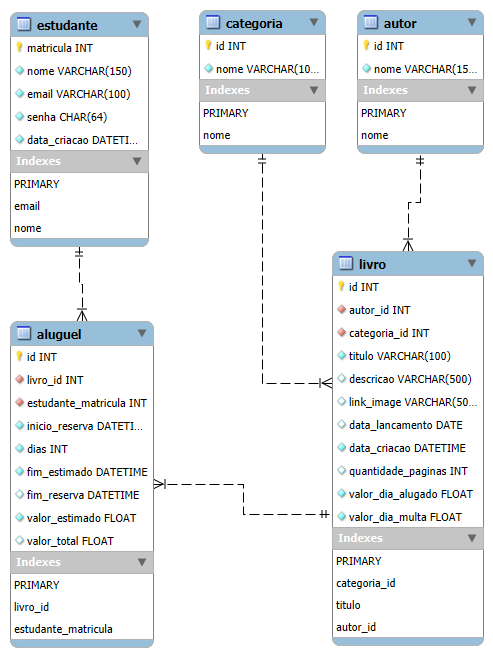 estudante
matricula INT
nome VARCHAR(150)
email VARCHAR(100)
senha CHAR(64)
data_criacao DATETI...
Indexes
PRIMARY
email
nome
categoria
id INT
nome VARCHAR(10...
Indexes
PRIMARY
nome
autor
id INT
nome VARCHAR(15...
Indexes
PRIMARY
nome
aluguel
id INT
livro_id INT
estudante_matricula INT
inicio_reserva DATETI...
dias INT
fim_estimado DATETIME
fim_reserva DATETIME
valor_estimado FLOAT
valor_total FLOAT
Indexes
PRIMARY
livro_id
estudante_matricula
livro
id INT
autor_id INT
categoria_id INT
titulo VARCHAR(100)
descricao VARCHAR(500)
link_image VARCHAR(50...
data_lancamento DATE
data_criacao DATETIME
quantidade_paginas INT
valor_dia_alugado FLOAT
valor_dia_multa FLOAT
Indexes
PRIMARY
categoria_id
titulo
autor_id